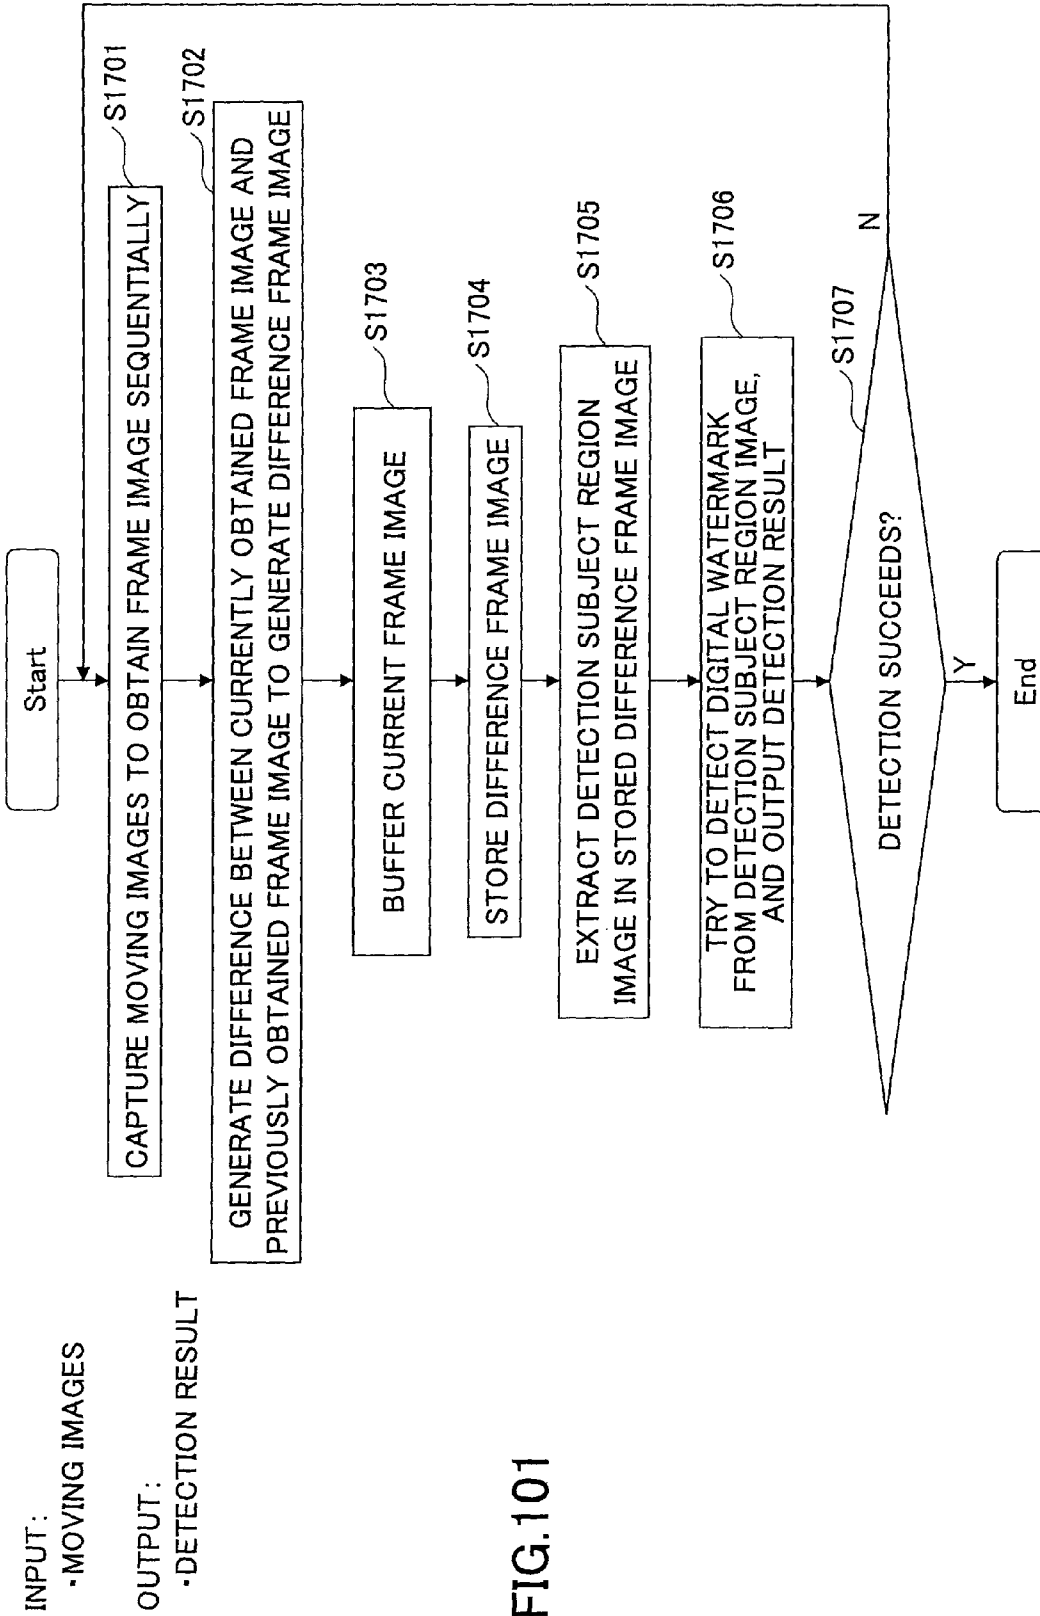 INPUT:
・MOVING IMAGES
OUTPUT:
・DETECTION RESULT
FIG.101
Start
CAPTURE MOVING IMAGES TO OBTAIN FRAME IMAGE SEQUENTIALLY
S1701
GENERATE DIFFERENCE BETWEEN CURRENTLY OBTAINED FRAME IMAGE AND
PREVIOUSLY OBTAINED FRAME IMAGE TO GENERATE DIFFERENCE FRAME IMAGE
S1702
BUFFER CURRENT FRAME IMAGE
S1703
STORE DIFFERENCE FRAME IMAGE
S1704
EXTRACT DETECTION SUBJECT REGION
IMAGE IN STORED DIFFERENCE FRAME IMAGE
S1705
TRY TO DETECT DIGITAL WATERMARK
FROM DETECTION SUBJECT REGION IMAGE,
AND OUTPUT DETECTION RESULT
S1706
DETECTION SUCCEEDS?
S1707
N
Y
End